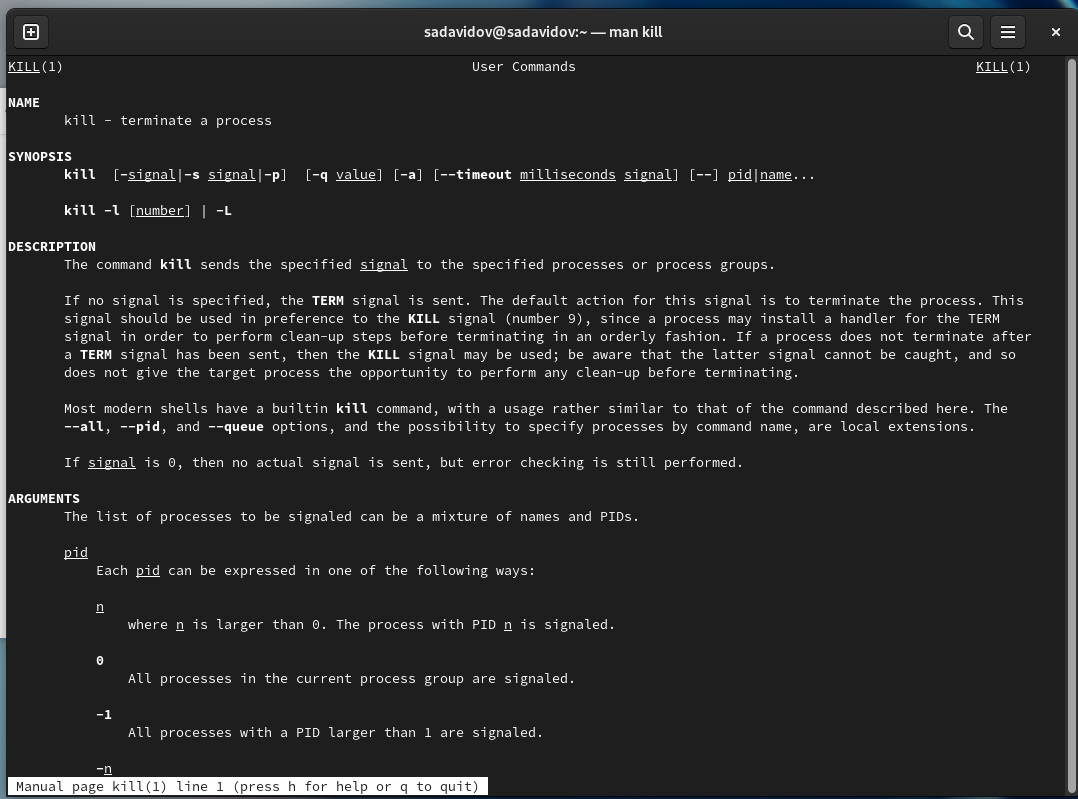 sadavidov@sadavidov:~ — man kill
KILL(1) User Commands KILL(1)
NAME
kill - terminate a process
SYNOPSIS
kill [-signal|-s signal|-p] [-q value] [-a] [--timeout milliseconds signal] [--] pid|name...
kill -l [number] | -L
DESCRIPTION
The command kill sends the specified signal to the specified processes or process groups.
If no signal is specified, the TERM signal is sent. The default action for this signal is to terminate the process. This
signal should be used in preference to the KILL signal (number 9), since a process may install a handler for the TERM
signal in order to perform clean-up steps before terminating in an orderly fashion. If a process does not terminate after
a TERM signal has been sent, then the KILL signal may be used; be aware that the latter signal cannot be caught, and so
does not give the target process the opportunity to perform any clean-up before terminating.
Most modern shells have a builtin kill command, with a usage rather similar to that of the command described here. The
--all, --pid, and --queue options, and the possibility to specify processes by command name, are local extensions.
If signal is 0, then no actual signal is sent, but error checking is still performed.
ARGUMENTS
The list of processes to be signaled can be a mixture of names and PIDs.
pid
Each pid can be expressed in one of the following ways:
n
where n is larger than 0. The process with PID n is signaled.
0
All processes in the current process group are signaled.
-1
All processes with a PID larger than 1 are signaled.
-n
Manual page kill(1) line 1 (press h for help or q to quit)